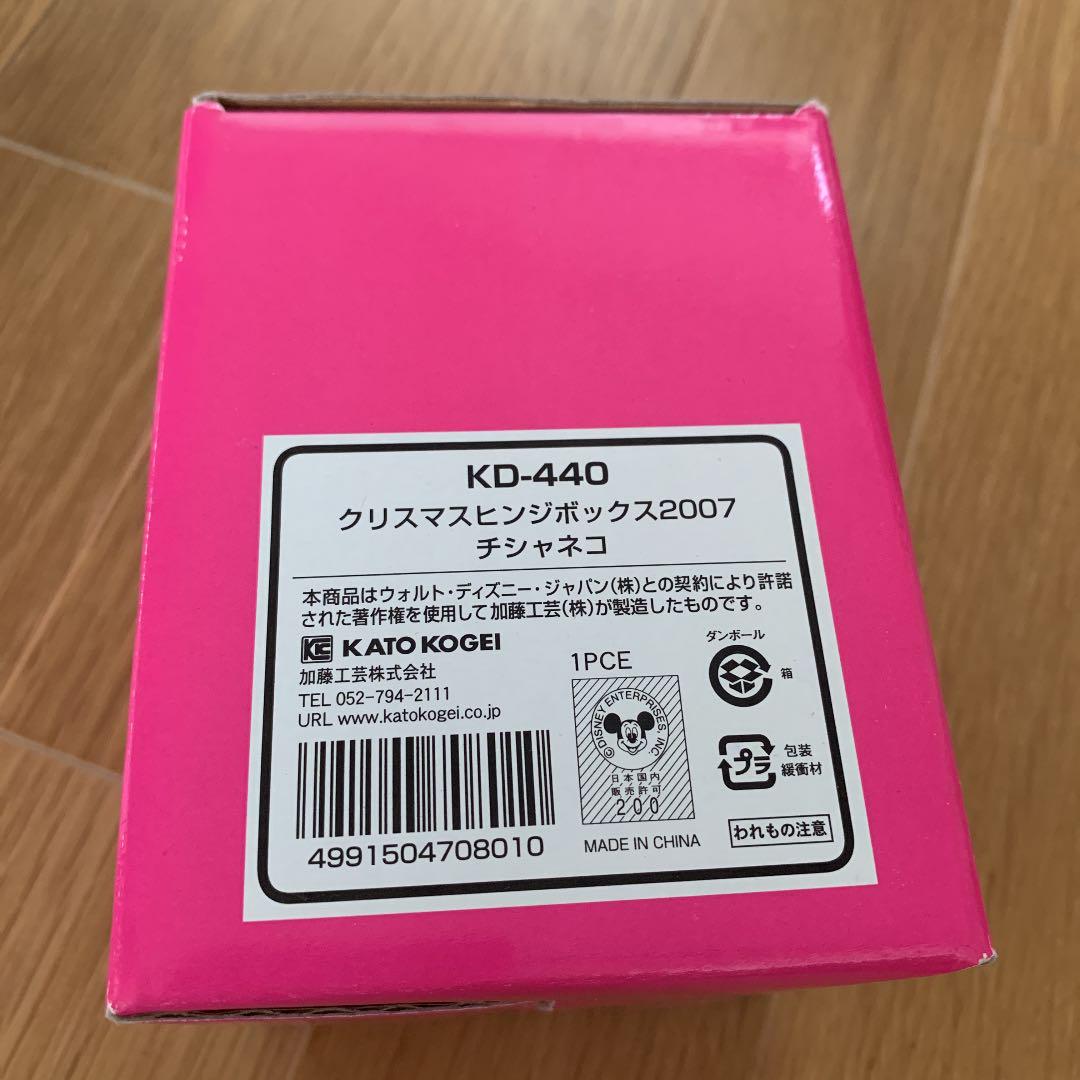 KD-440
クリスマスヒンジボックス2007
チシャネコ
本商品はウォルト・ディズニー・ジャパン(株)との契約により許諾
された著作権を使用して加藤工芸(株)が製造したものです。
KC KATO KOGEI
加藤工芸株式会社
TEL 052-794-2111
URL www.katokogei.co.jp
4991504708010
1PCE
©DISNEY ENTERPRISES, INC.
日本国内
販売許可
200
MADE IN CHINA
ダンボール
箱
プラ
包装
緩衝材
われもの注意